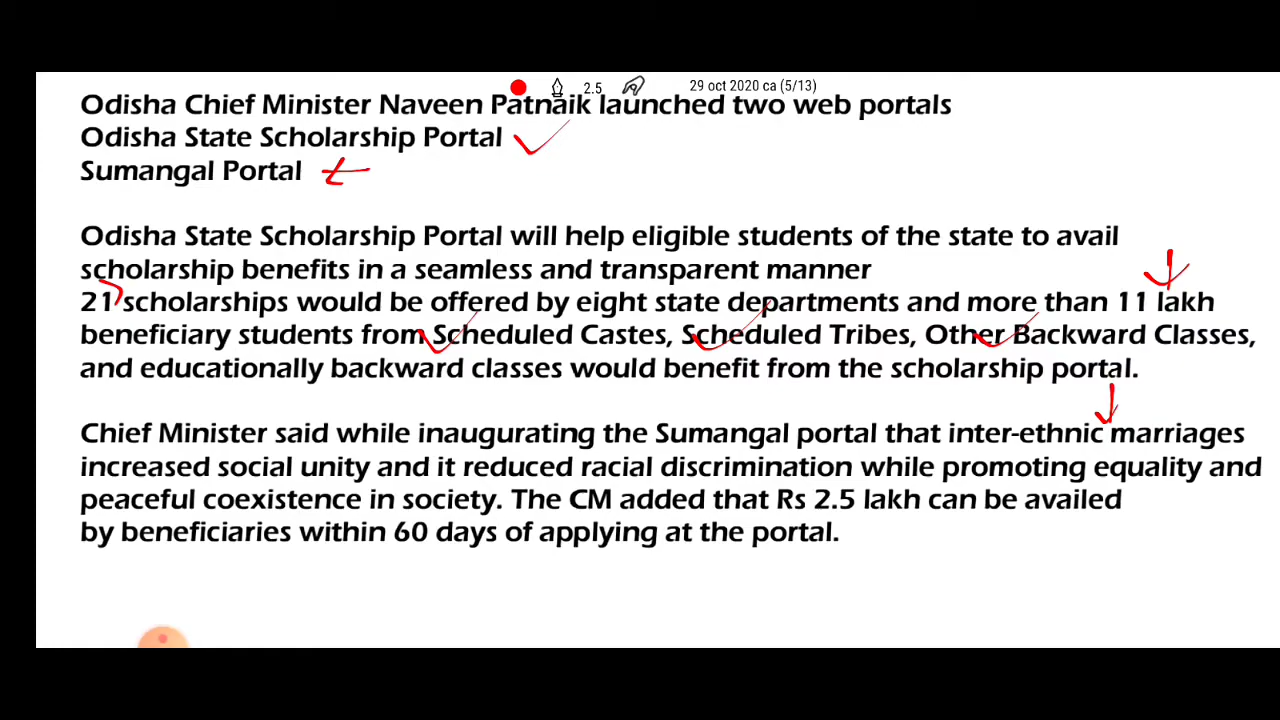 2.5
29 oct 2020 ca (5/13)
Odisha Chief Minister Naveen Patnaik launched two web portals
Odisha State Scholarship Portal
Sumangal Portal
Odisha State Scholarship Portal will help eligible students of the state to avail
scholarship benefits in a seamless and transparent manner
21 scholarships would be offered by eight state departments and more than 11 lakh
beneficiary students from Scheduled Castes, Scheduled Tribes, Other Backward Classes,
and educationally backward classes would benefit from the scholarship portal.
Chief Minister said while inaugurating the Sumangal portal that inter-ethnic marriages
increased social unity and it reduced racial discrimination while promoting equality and
peaceful coexistence in society. The CM added that Rs 2.5 lakh can be availed
by beneficiaries within 60 days of applying at the portal.